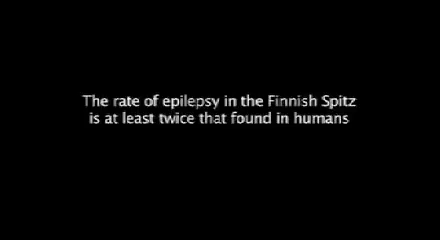 The rate of epilepsy in the Finnish Spitz
is at least twice that found in humans